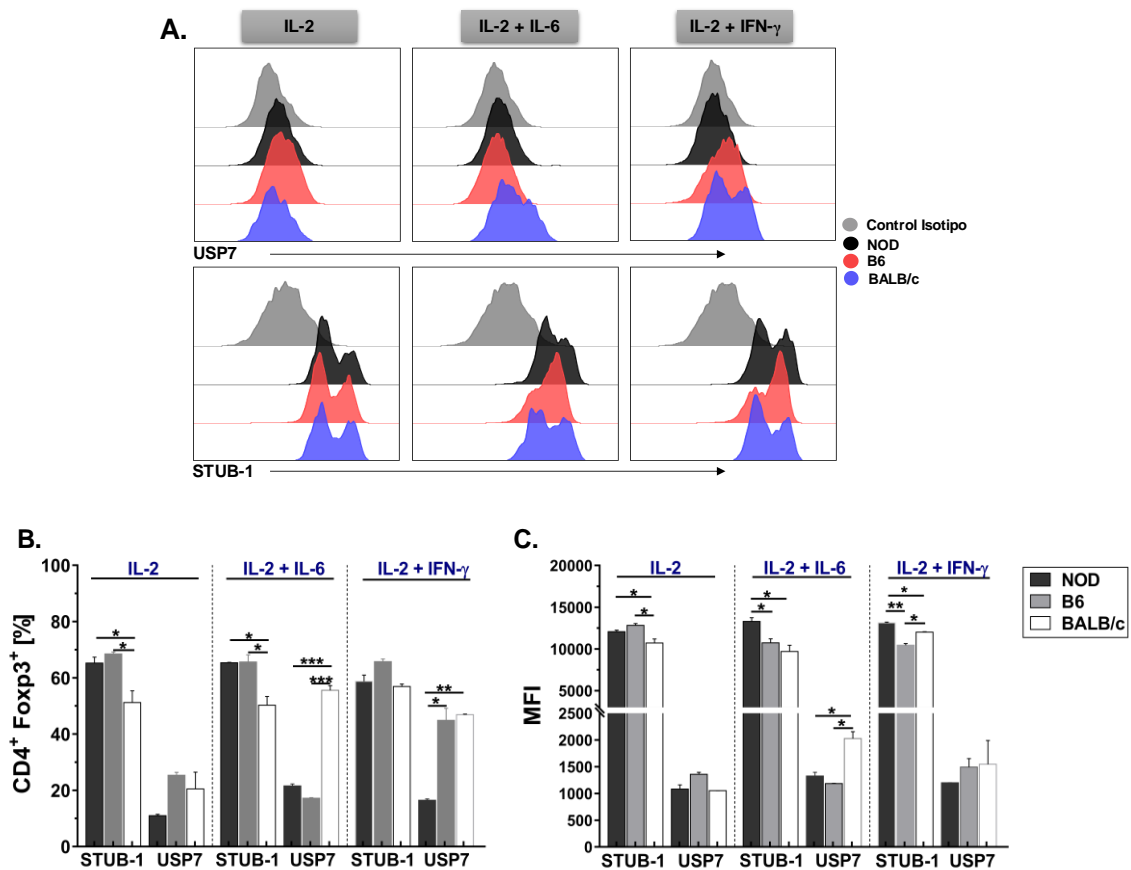 A.
IL-2
IL-2 + IL-6
IL-2 + IFN-γ
USP7
Control Isotipo
NOD
B6
BALB/c
STUB-1
B.
CD4⁺ Foxp3⁺ [%]
100
80
60
40
20
0
IL-2
IL-2 + IL-6
IL-2 + IFN-γ
*
*
*
*
***
***
**
*
STUB-1 USP7 STUB-1 USP7 STUB-1 USP7
C.
MFI
20000
17500
15000
12500
10000
7500
5000
2500
2000
1500
1000
500
0
IL-2
IL-2 + IL-6
IL-2 + IFN-γ
*
*
*
*
*
*
*
**
*
STUB-1 USP7 STUB-1 USP7 STUB-1 USP7
NOD
B6
BALB/c